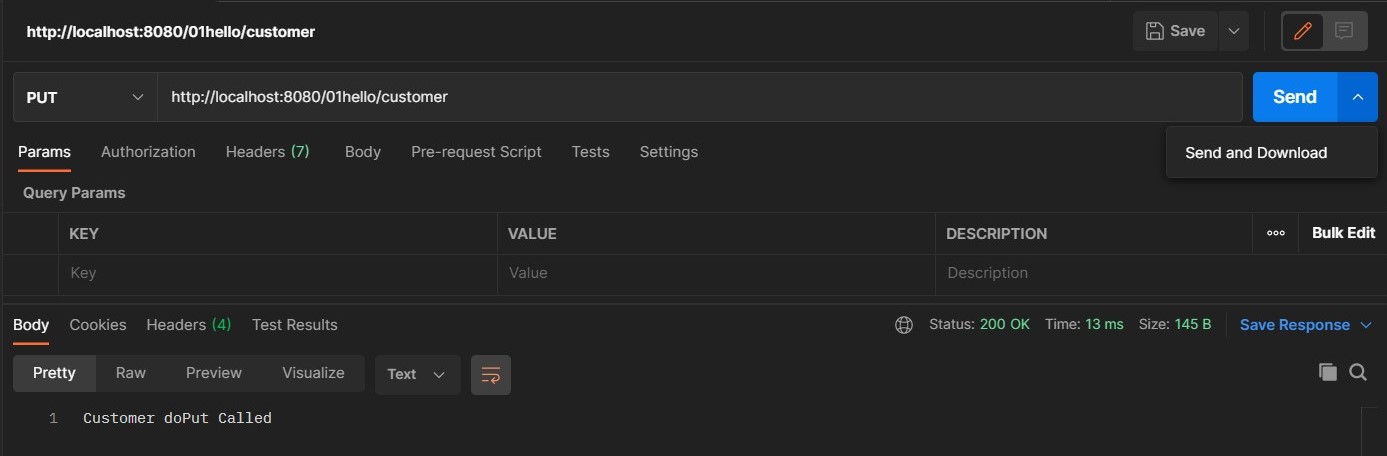 http://localhost:8080/01hello/customer Save
PUT http://localhost:8080/01hello/customer Send
Params Authorization Headers (7) Body Pre-request Script Tests Settings Send and Download
Query Params
KEY VALUE DESCRIPTION ooo Bulk Edit
Key Value Description
Body Cookies Headers (4) Test Results Status: 200 OK Time: 13 ms Size: 145 B Save Response
Pretty Raw Preview Visualize Text
1 Customer doPut Called